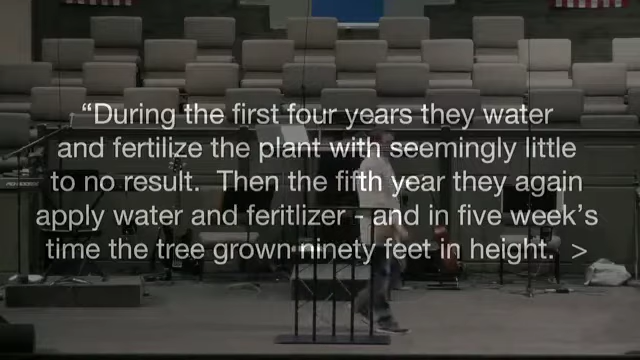 “During the first four years they water
and fertilize the plant with seemingly little
to no result.  Then the fifth year they again
apply water and feritlizer - and in five week’s
time the tree grown ninety feet in height.  >